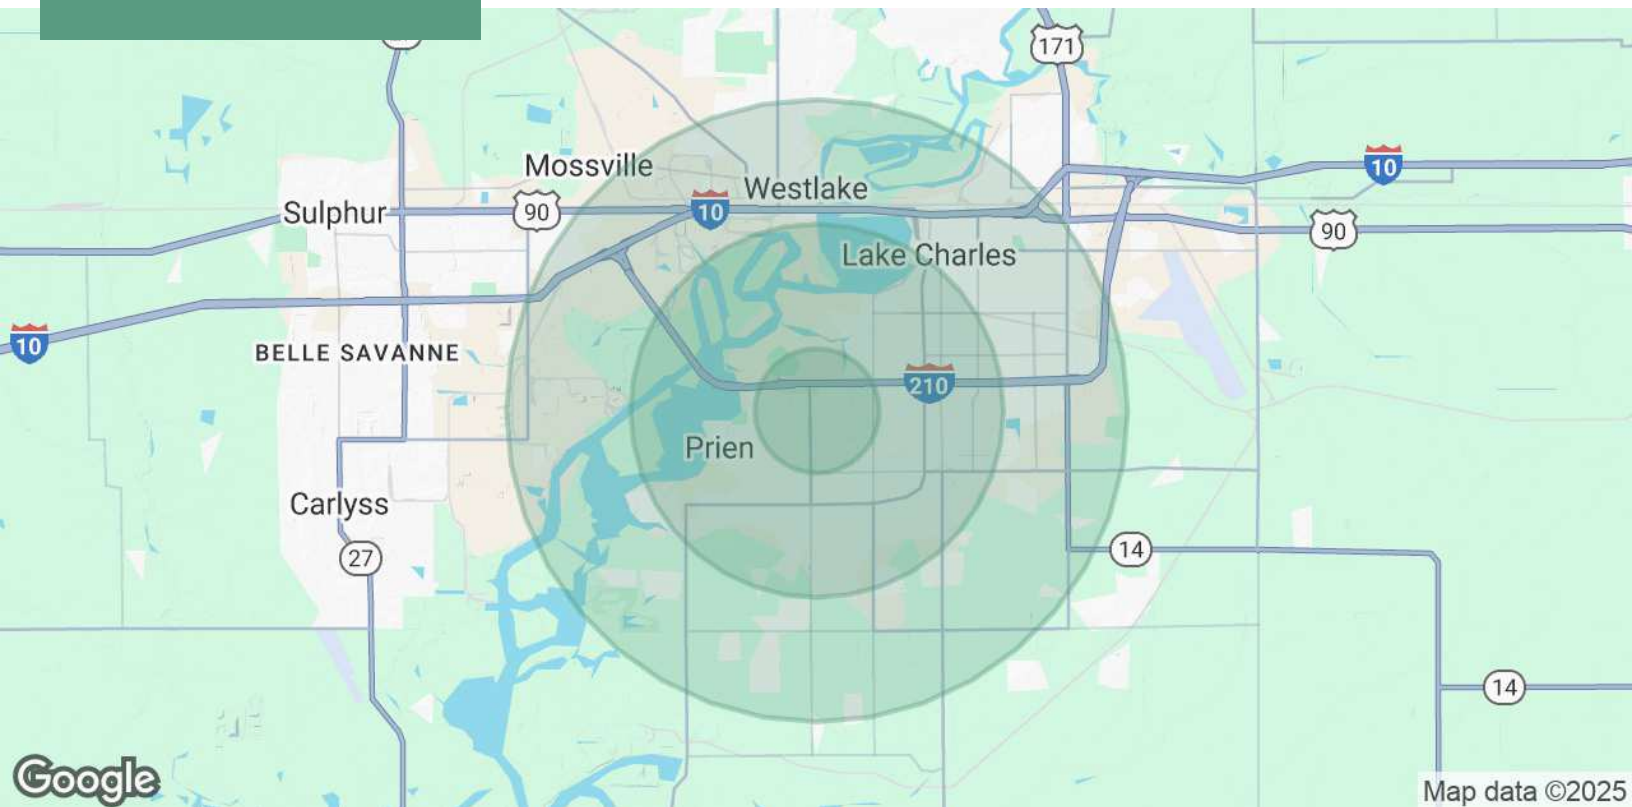 171
Mossville
10
Westlake
10
Sulphur
90
90
Lake Charles
10
BELLE SAVANNE
210
Prien
Carlyss
27
14
14
Google
Map data ©2025